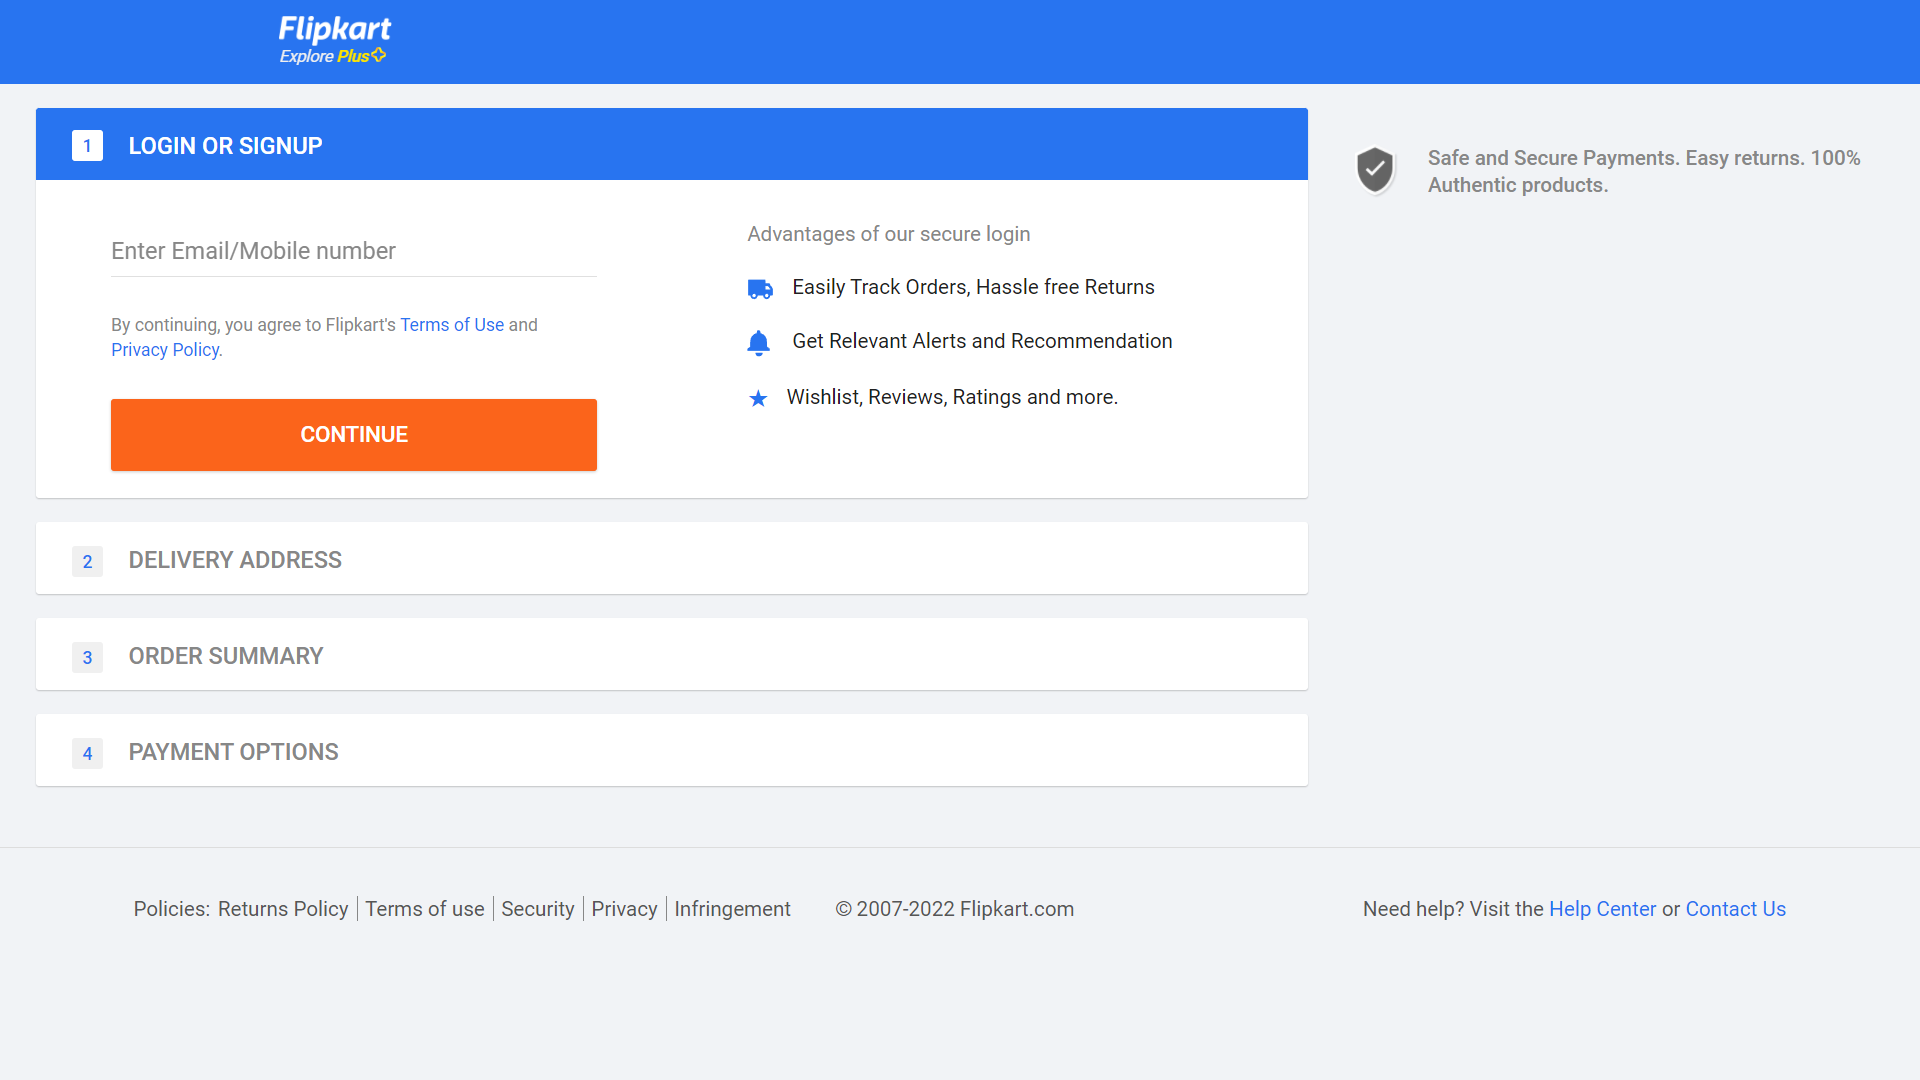 Flipkart
Explore Plus
1 LOGIN OR SIGNUP
Enter Email/Mobile number
By continuing, you agree to Flipkart's Terms of Use and
Privacy Policy.
CONTINUE
Advantages of our secure login
Easily Track Orders, Hassle free Returns
Get Relevant Alerts and Recommendation
Wishlist, Reviews, Ratings and more.
Safe and Secure Payments. Easy returns. 100%
Authentic products.
2 DELIVERY ADDRESS
3 ORDER SUMMARY
4 PAYMENT OPTIONS
Policies: Returns Policy Terms of use Security Privacy Infringement © 2007-2022 Flipkart.com Need help? Visit the Help Center or Contact Us